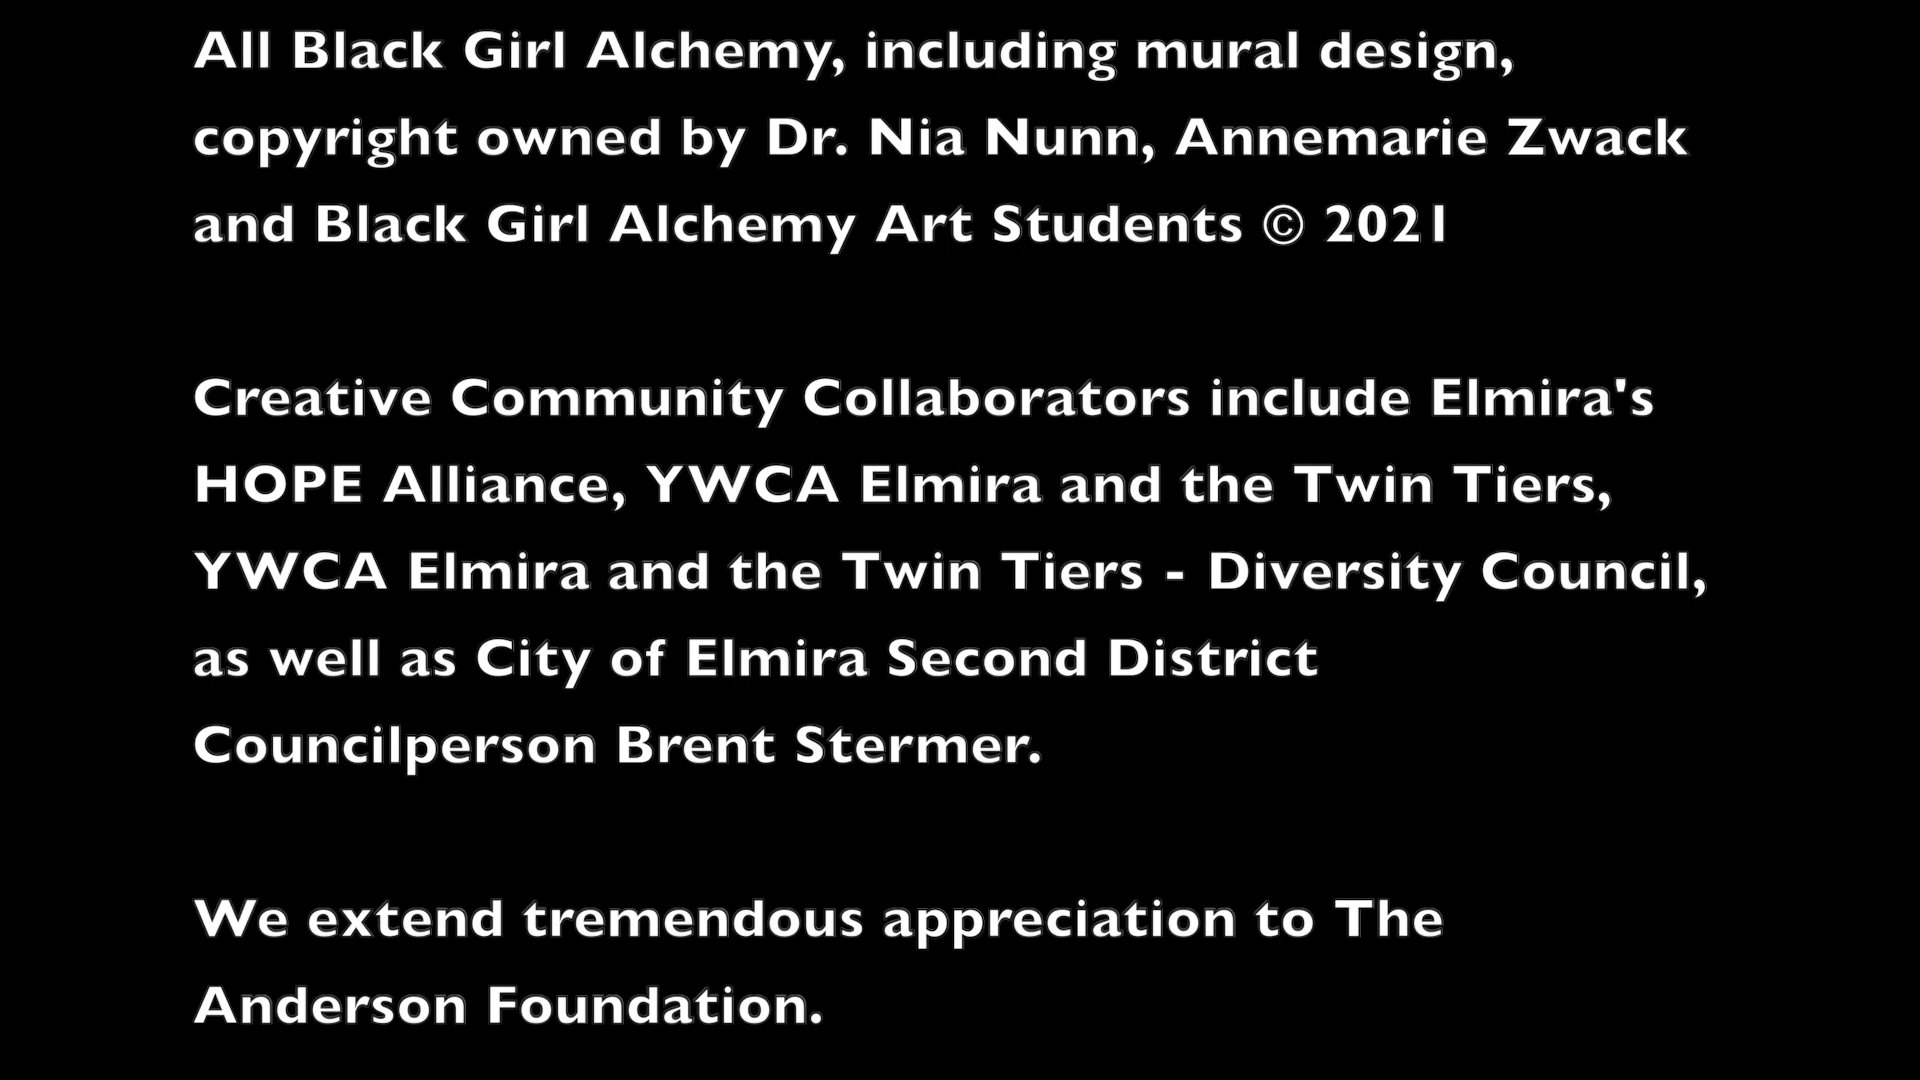 All Black Girl Alchemy, including mural design,
copyright owned by Dr. Nia Nunn, Annemarie Zwack
and Black Girl Alchemy Art Students © 2021
Creative Community Collaborators include Elmira's
HOPE Alliance, YWCA Elmira and the Twin Tiers,
YWCA Elmira and the Twin Tiers - Diversity Council,
as well as City of Elmira Second District
Councilperson Brent Stermer.
We extend tremendous appreciation to The
Anderson Foundation.